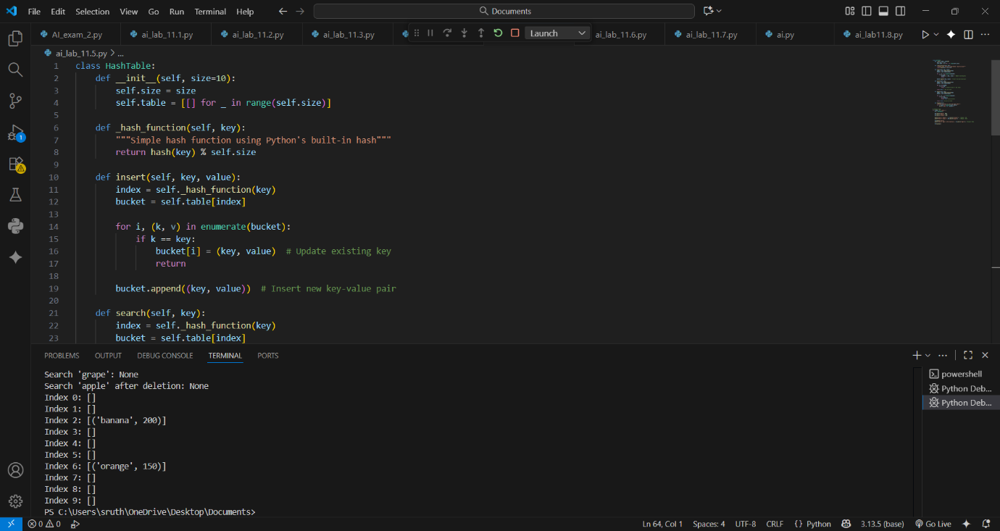 File Edit Selection View Go Run Terminal Help
Documents
AI_exam_2.py ai_lab_11.1.py ai_lab_11.2.py ai_lab_11.3.py Launch ai_lab_11.6.py ai_lab_11.7.py ai.py ai_lab11.8.py
ai_lab_11.5.py > ...
1 class HashTable:
2     def __init__(self, size=10):
3         self.size = size
4         self.table = [[] for _ in range(self.size)]
5
6     def _hash_function(self, key):
7         """Simple hash function using Python's built-in hash"""
8         return hash(key) % self.size
9
10     def insert(self, key, value):
11         index = self._hash_function(key)
12         bucket = self.table[index]
13
14         for i, (k, v) in enumerate(bucket):
15             if k == key:
16                 bucket[i] = (key, value)  # Update existing key
17                 return
18
19         bucket.append((key, value))  # Insert new key-value pair
20
21     def search(self, key):
22         index = self._hash_function(key)
23         bucket = self.table[index]
PROBLEMS OUTPUT DEBUG CONSOLE TERMINAL PORTS
Search 'grape': None
Search 'apple' after deletion: None
Index 0: []
Index 1: []
Index 2: [('banana', 200)]
Index 3: []
Index 4: []
Index 5: []
Index 6: [('orange', 150)]
Index 7: []
Index 8: []
Index 9: []
PS C:\Users\sruth\OneDrive\Desktop\Documents>
powershell
Python Deb...
Python Deb...
1
0 0 Ln 64, Col 1 Spaces: 4 UTF-8 CRLF {} Python 3.13.5 (base) Go Live